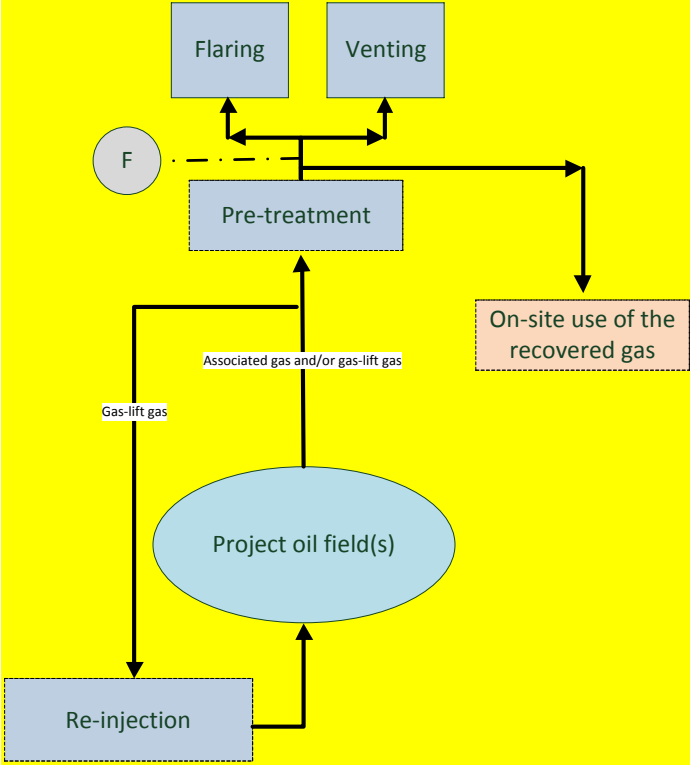 Flaring
Venting
F
Pre-treatment
On-site use of the
recovered gas
Associated gas and/or gas-lift gas
Gas-lift gas
Project oil field(s)
Re-injection